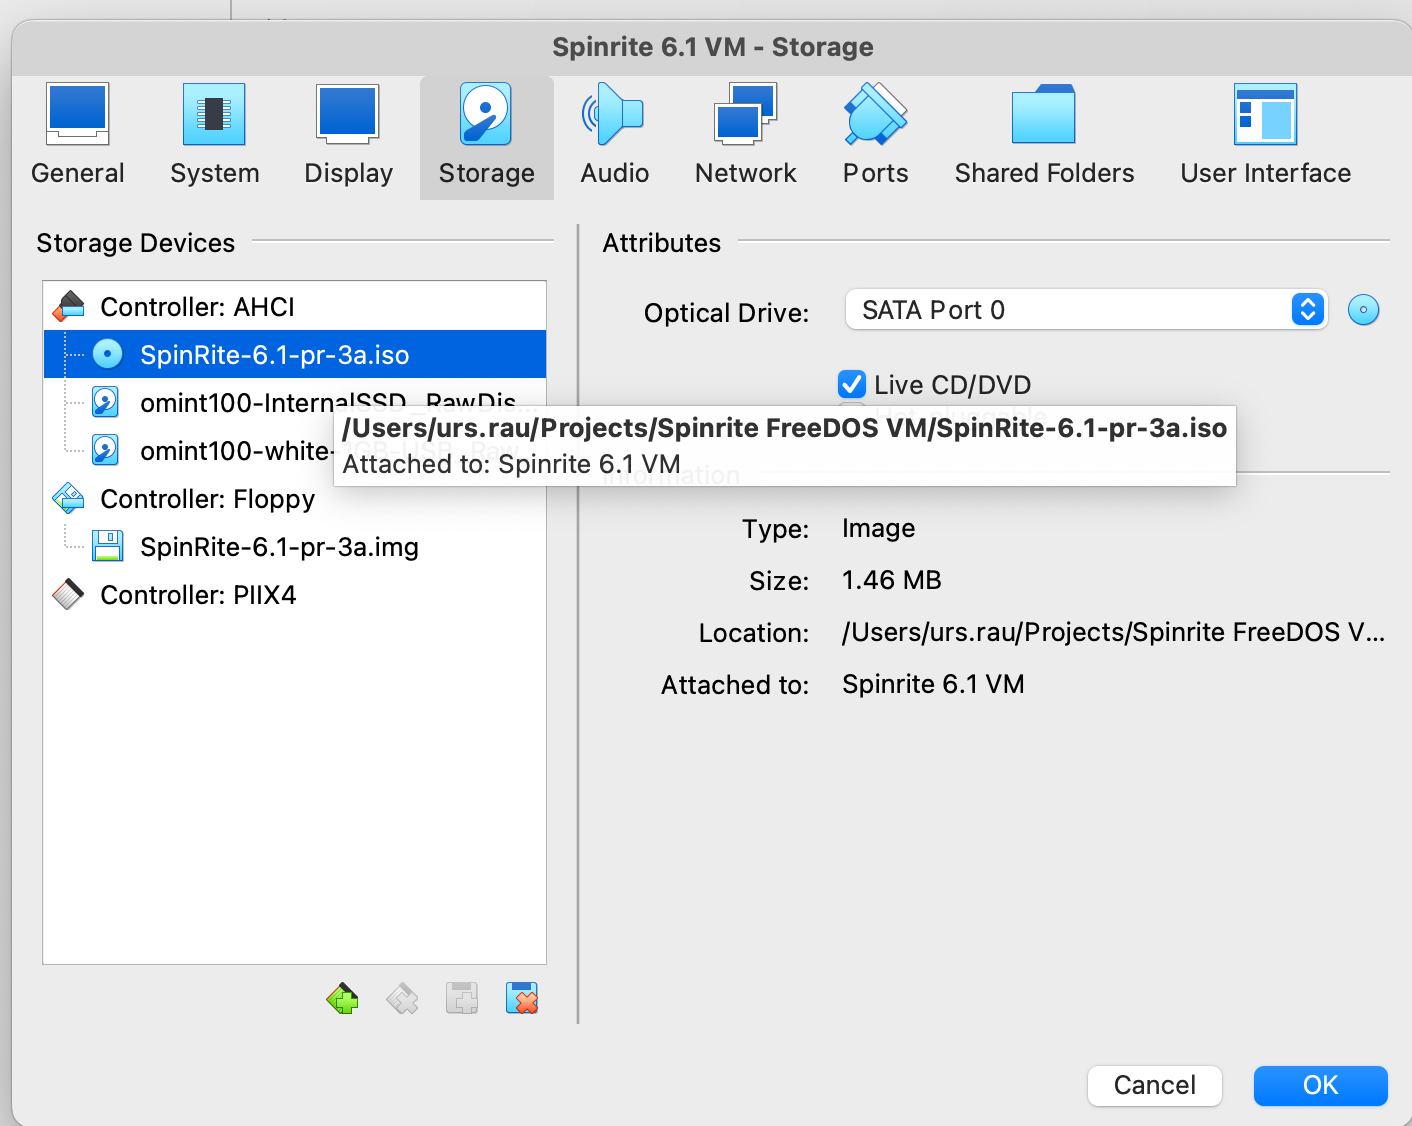 Spinrite 6.1 VM - Storage
General
System
Display
Storage
Audio
Network
Ports
Shared Folders
User Interface
Storage Devices
Controller: AHCI
SpinRite-6.1-pr-3a.iso
omint100-InternalSSD_RawDis...
omint100-white-1GB-USB_Raw
Controller: Floppy
SpinRite-6.1-pr-3a.img
Controller: PIIX4
Attributes
Optical Drive:
SATA Port 0
Live CD/DVD
Hot-pluggable
/Users/urs.rau/Projects/Spinrite FreeDOS VM/SpinRite-6.1-pr-3a.iso
Attached to: Spinrite 6.1 VM
Information
Type:
Image
Size:
1.46 MB
Location:
/Users/urs.rau/Projects/Spinrite FreeDOS V...
Attached to:
Spinrite 6.1 VM
Cancel
OK